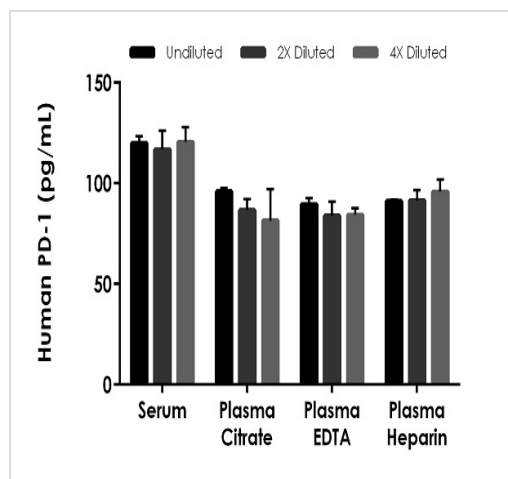 Undiluted 2X Diluted 4X Diluted
Human PD-1 (pg/mL)
150
100
50
0
Serum Plasma Plasma Plasma
Citrate EDTA Heparin